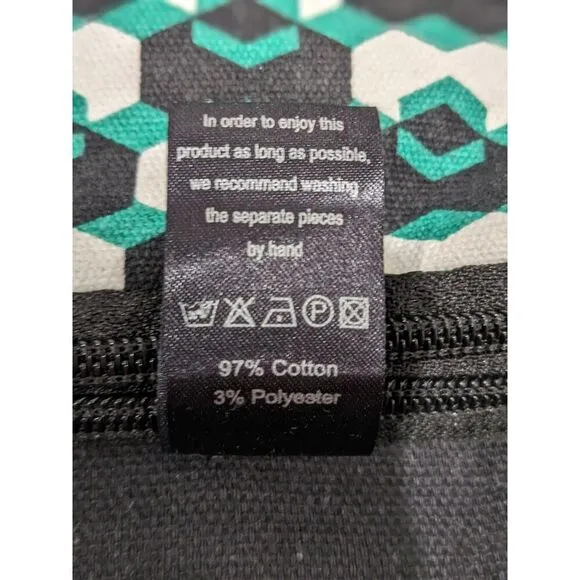 In order to enjoy this
product as long as possible,
we recommend washing
the separate pieces
by hand
P
97% Cotton
3% Polyester